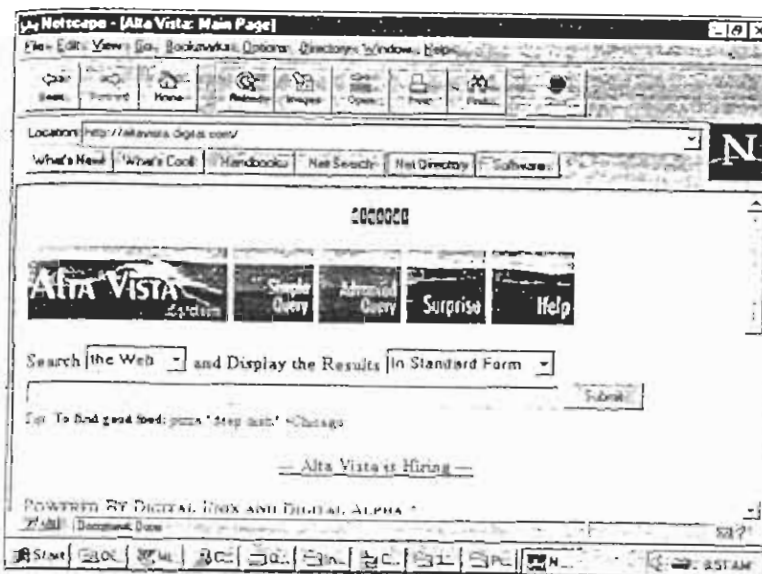 Netscape - [Alta Vista: Main Page]
File Edit View Go Bookmarks Options Directory Window Help
Back Forward Home Reload Images Open Print Find
Location: http://altavista.digital.com/
What's New! What's Cool! Handbooks Net Search Net Directory Software
N
digital
ALTA VISTA Simple Query Advanced Query Surprise Help
Search the Web and Display the Results in Standard Form
Submit
Tip: To find good food: pizza "deep dish" +Chicago
— Alta Vista is Hiring —
POWERED BY DIGITAL UNIX AND DIGITAL ALPHA
Document: Done
Start N... 8:51 AM